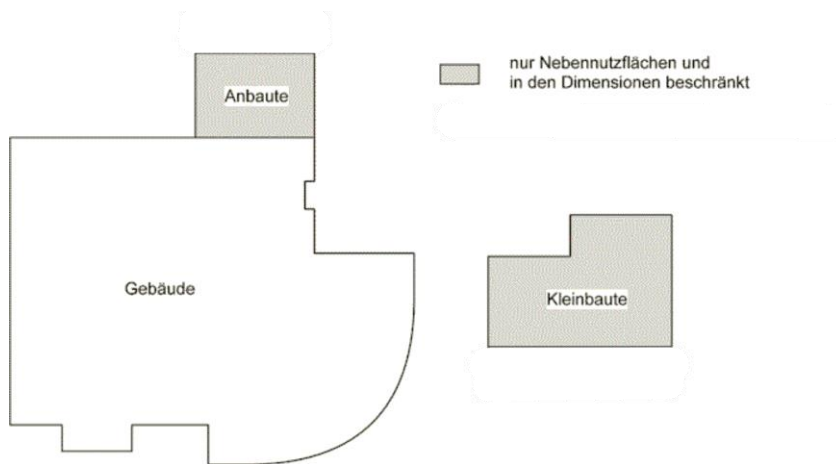 Anbaute
nur Nebennutzflächen und
in den Dimensionen beschränkt
Gebäude
Kleinbaute